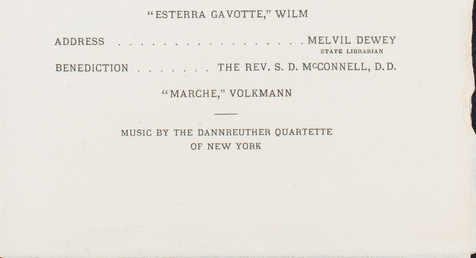 "ESTERRA GAVOTTE," WILM
ADDRESS . . . . . . . . . . . . . . . . . MELVIL DEWEY
STATE LIBRARIAN
BENEDICTION . . . . . . . THE REV. S. D. McCONNELL, D.D.
"MARCHE," VOLKMANN
MUSIC BY THE DANNREUTHER QUARTETTE
OF NEW YORK